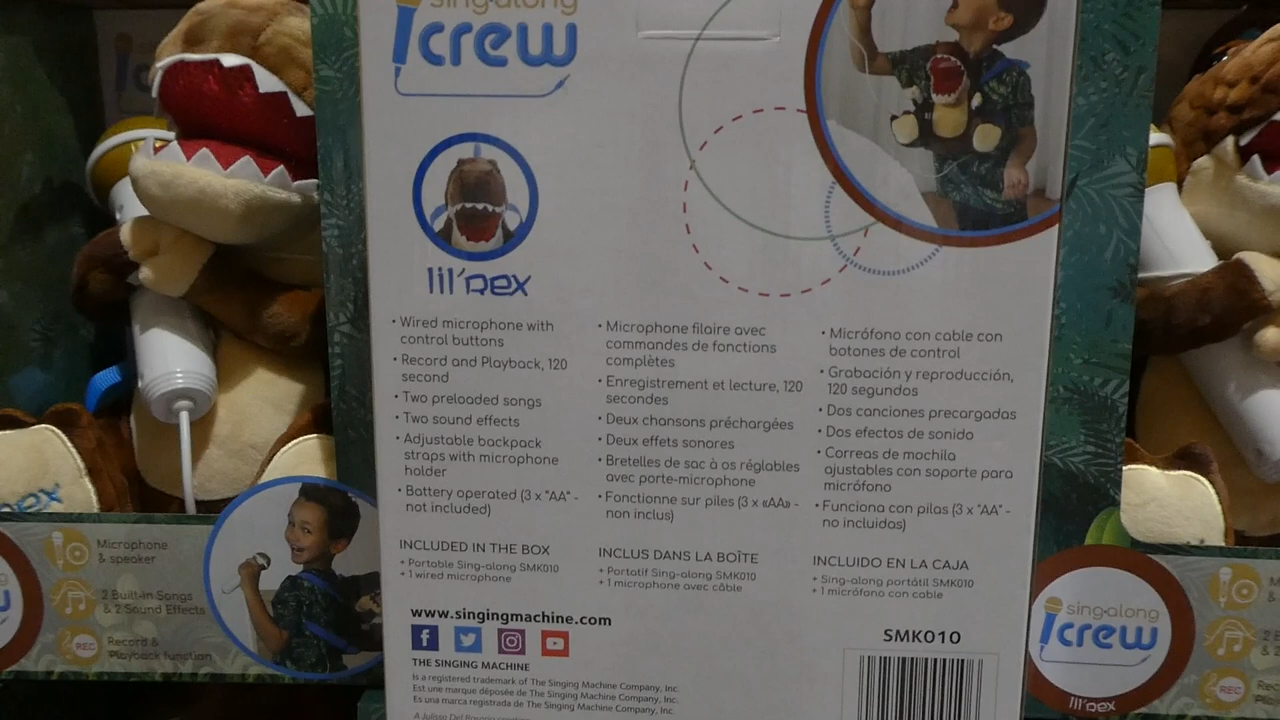 sing-along
crew
lil'Rex
• Wired microphone with
control buttons
• Record and Playback, 120
second
• Two preloaded songs
• Two sound effects
• Adjustable backpack
straps with microphone
holder
• Battery operated (3 x "AA" -
not included)
INCLUDED IN THE BOX
+ Portable Sing-along SMK010
+ 1 wired microphone
• Microphone filaire avec
commandes de fonctions
complètes
• Enregistrement et lecture, 120
secondes
• Deux chansons préchargées
• Deux effets sonores
• Bretelles de sac à os réglables
avec porte-microphone
• Fonctionne sur piles (3 x «AA» -
non inclus)
INCLUS DANS LA BOÎTE
+ Portatif Sing-along SMK010
+ 1 microphone avec câble
• Micrófono con cable con
botones de control
• Grabación y reproducción,
120 segundos
• Dos canciones precargadas
• Dos efectos de sonido
• Correas de mochila
ajustables con soporte para
micrófono
• Funciona con pilas (3 x "AA" -
no incluidas)
INCLUIDO EN LA CAJA
+ Sing-along portátil SMK010
+ 1 micrófono con cable
www.singingmachine.com
THE SINGING MACHINE
Is a registered trademark of The Singing Machine Company, Inc.
Est une marque déposée de The Singing Machine Company, Inc.
Es una marca registrada de The Singing Machine Company, Inc.
SMK010
Microphone
& speaker
2 Built-in Songs
& 2 Sound Effects
REC
Record &
Playback function
sing-along
crew
lil'Rex
REC